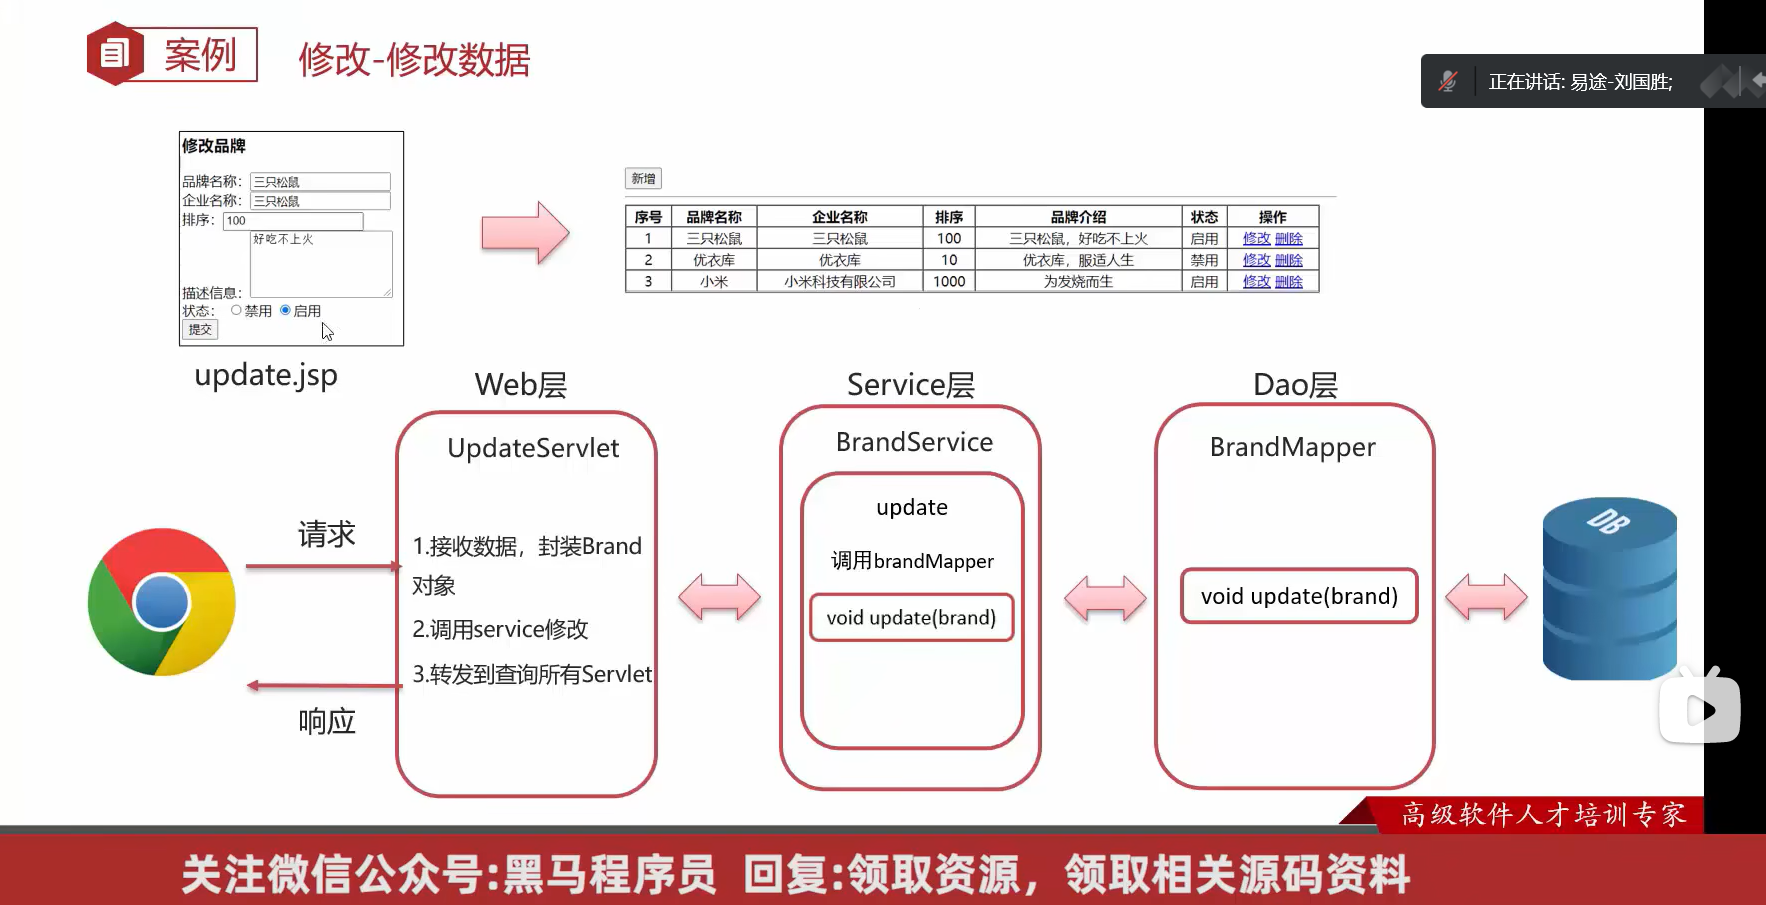 案例
修改-修改数据
正在讲话: 易途-刘国胜;
修改品牌
品牌名称： 三只松鼠
企业名称： 三只松鼠
排序： 100
好吃不上火
描述信息：
状态： 禁用 启用
提交
update.jsp
新增
序号 品牌名称 企业名称 排序 品牌介绍 状态 操作
1 三只松鼠 三只松鼠 100 三只松鼠，好吃不上火 启用 修改 删除
2 优衣库 优衣库 10 优衣库，服适人生 禁用 修改 删除
3 小米 小米科技有限公司 1000 为发烧而生 启用 修改 删除
Web层
UpdateServlet
1.接收数据，封装Brand
对象
2.调用service修改
3.转发到查询所有Servlet
请求
响应
Service层
BrandService
update
调用brandMapper
void update(brand)
Dao层
BrandMapper
void update(brand)
DB
高级软件人才培训专家
关注微信公众号:黑马程序员 回复:领取资源，领取相关源码资料